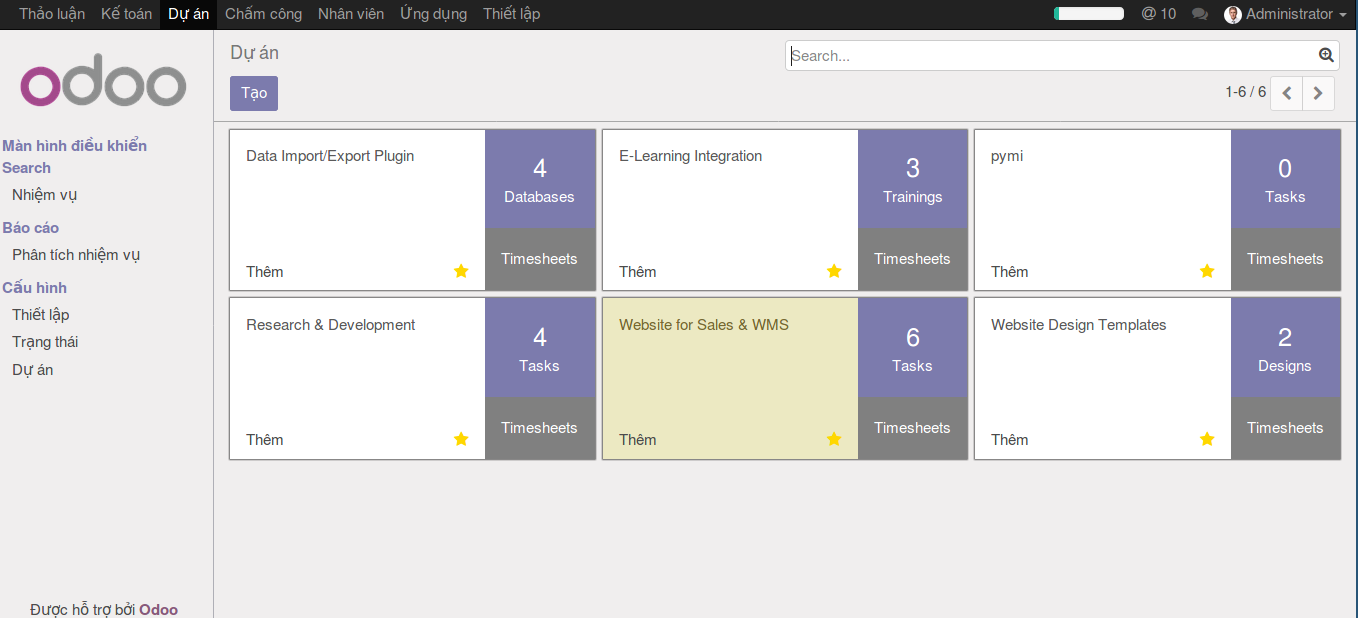 Thảo luận Kế toán Dự án Chấm công Nhân viên Ứng dụng Thiết lập @ 10 Administrator
odoo
Màn hình điều khiển
Search
Nhiệm vụ
Báo cáo
Phân tích nhiệm vụ
Cấu hình
Thiết lập
Trạng thái
Dự án
Được hỗ trợ bởi Odoo
Dự án
Search...
Tạo
1-6 / 6
Data Import/Export Plugin
4
Databases
Timesheets
Thêm
E-Learning Integration
3
Trainings
Timesheets
Thêm
pymi
0
Tasks
Timesheets
Thêm
Research & Development
4
Tasks
Timesheets
Thêm
Website for Sales & WMS
6
Tasks
Timesheets
Thêm
Website Design Templates
2
Designs
Timesheets
Thêm